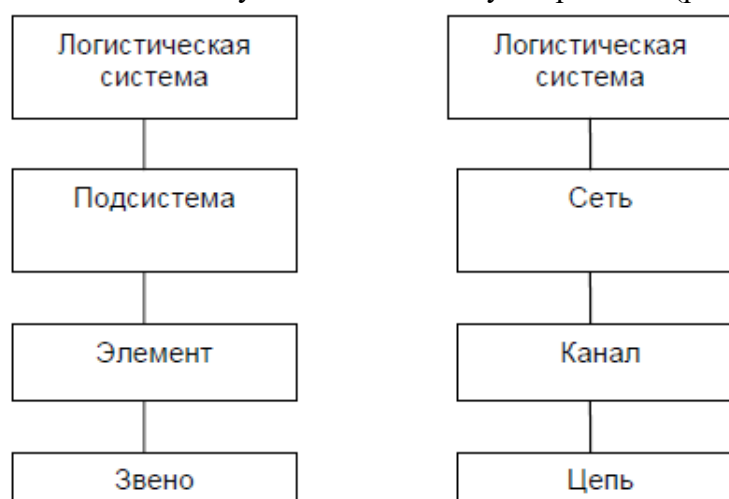 Логистическая
система
Подсистема
Элемент
Звено
Логистическая
система
Сеть
Канал
Цепь